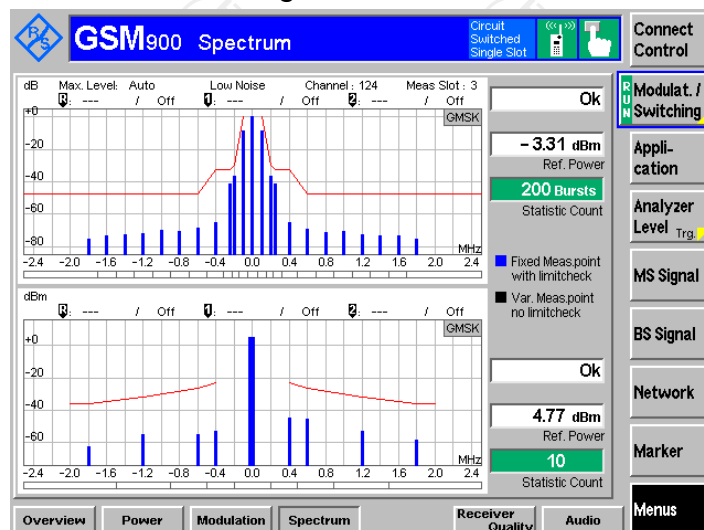 R&S
GSM900 Spectrum
Circuit
Switched
Single Slot
Connect
Control
RUN
Modulat. /
Switching
Appli-
cation
Analyzer
Level Trg.
MS Signal
BS Signal
Network
Marker
Menus
dB Max. Level: Auto Low Noise Channel : 124 Meas Slot : 3
R: --- / Off 1: --- / Off 2: --- / Off
GMSK
+0
-20
-40
-60
-80
MHz
-2.4 -2.0 -1.6 -1.2 -0.8 -0.4 0.0 0.4 0.8 1.2 1.6 2.0 2.4
Ok
- 3.31 dBm
Ref. Power
200 Bursts
Statistic Count
Fixed Meas.point
with limitcheck
Var. Meas.point
no limitcheck
dBm
R: --- / Off 1: --- / Off 2: --- / Off
GMSK
+0
-20
-40
-60
MHz
-2.4 -2.0 -1.6 -1.2 -0.8 -0.4 0.0 0.4 0.8 1.2 1.6 2.0 2.4
Ok
4.77 dBm
Ref. Power
10
Statistic Count
Overview Power Modulation Spectrum Receiver
Quality Audio